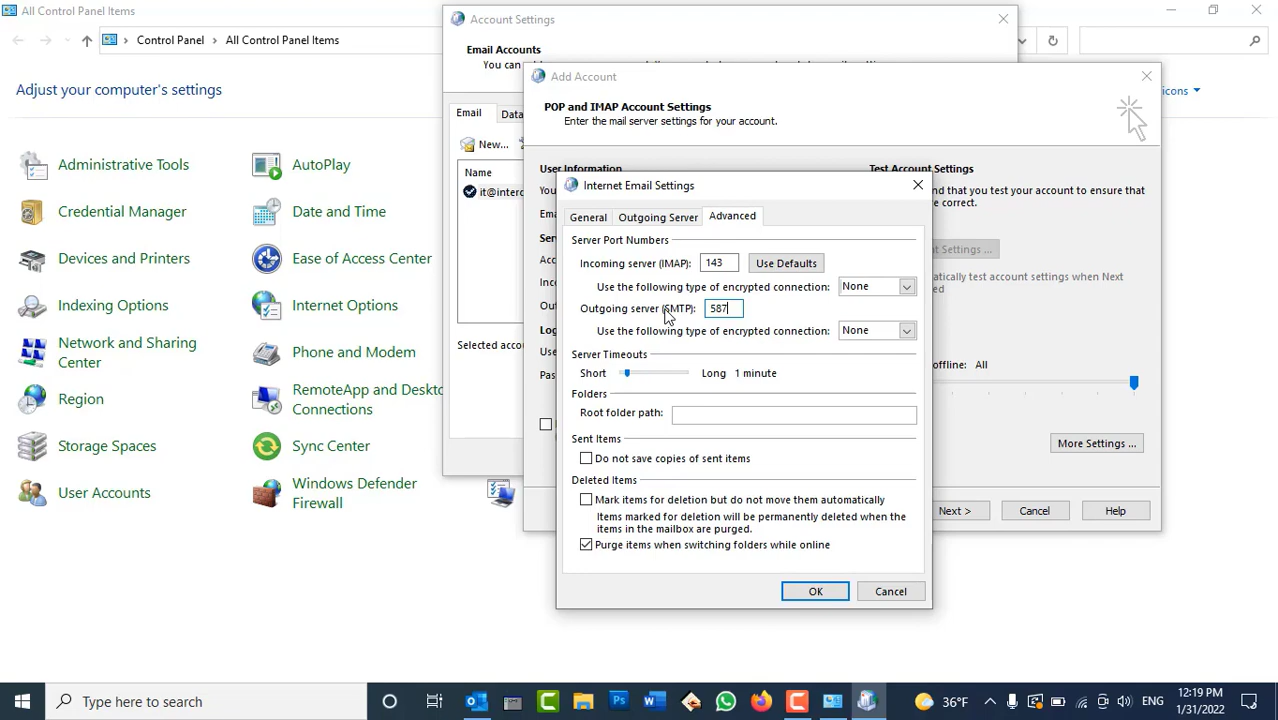 All Control Panel Items
Control Panel
All Control Panel Items
Adjust your computer's settings
icons
Administrative Tools
AutoPlay
Credential Manager
Date and Time
Devices and Printers
Ease of Access Center
Indexing Options
Internet Options
Network and Sharing
Center
Phone and Modem
Region
RemoteApp and Deskto
Connections
Storage Spaces
Sync Center
User Accounts
Windows Defender
Firewall
Account Settings
Email Accounts
You can
Email
Data
New...
Name
it@interc
Selected accou
Add Account
POP and IMAP Account Settings
Enter the mail server settings for your account.
User Information
Test Account Settings
nd that you test your account to ensure that
re correct.
nt Settings ...
atically test account settings when Next
ed
offline: All
More Settings ...
Next >
Cancel
Help
Internet Email Settings
General
Outgoing Server
Advanced
Server Port Numbers
Incoming server (IMAP):
143
Use Defaults
Use the following type of encrypted connection:
None
Outgoing server (SMTP):
587
Use the following type of encrypted connection:
None
Server Timeouts
Short
Long
1 minute
Folders
Root folder path:
Sent Items
Do not save copies of sent items
Deleted Items
Mark items for deletion but do not move them automatically
Items marked for deletion will be permanently deleted when the
items in the mailbox are purged.
Purge items when switching folders while online
OK
Cancel
Type here to search
36°F
ENG
12:19 PM
1/31/2022